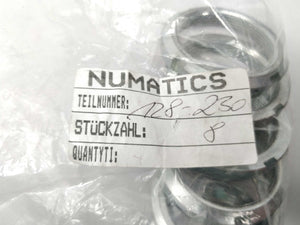 NUMATICS
TEILNUMMER: 128-230
STÜCKZAHL: 8
QUANTYTI: